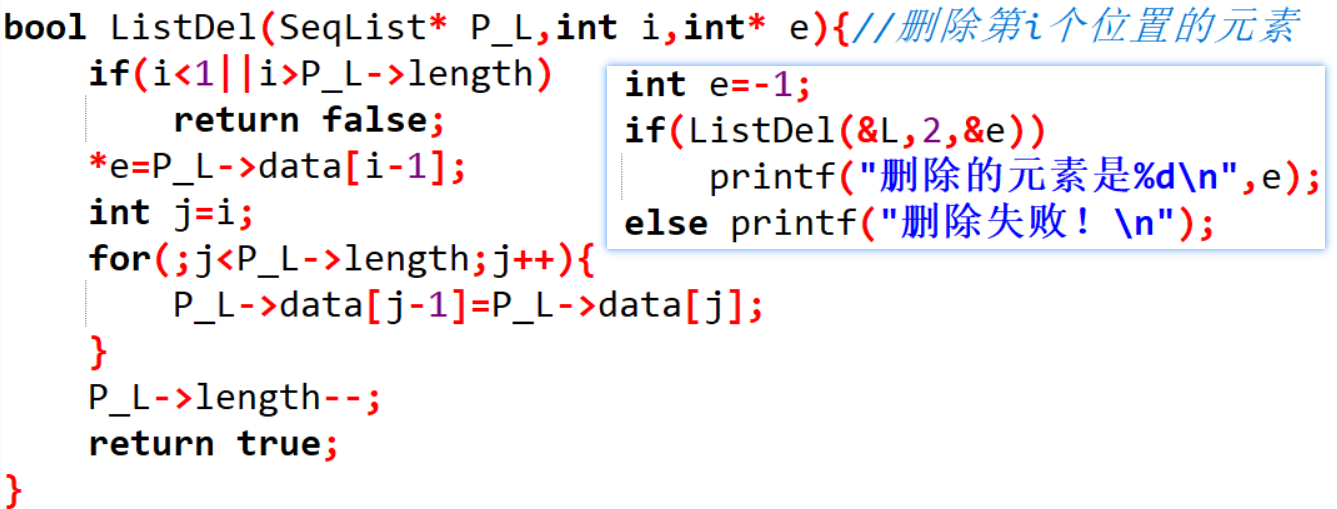 bool ListDel(SeqList* P_L,int i,int* e){//删除第i个位置的元素
    if(i<1||i>P_L->length)
        return false;
    *e=P_L->data[i-1];
    int j=i;
    for(;j<P_L->length;j++){
        P_L->data[j-1]=P_L->data[j];
    }
    P_L->length--;
    return true;
}
int e=-1;
if(ListDel(&L,2,&e))
    printf("删除的元素是%d\n",e);
else printf("删除失败！\n");